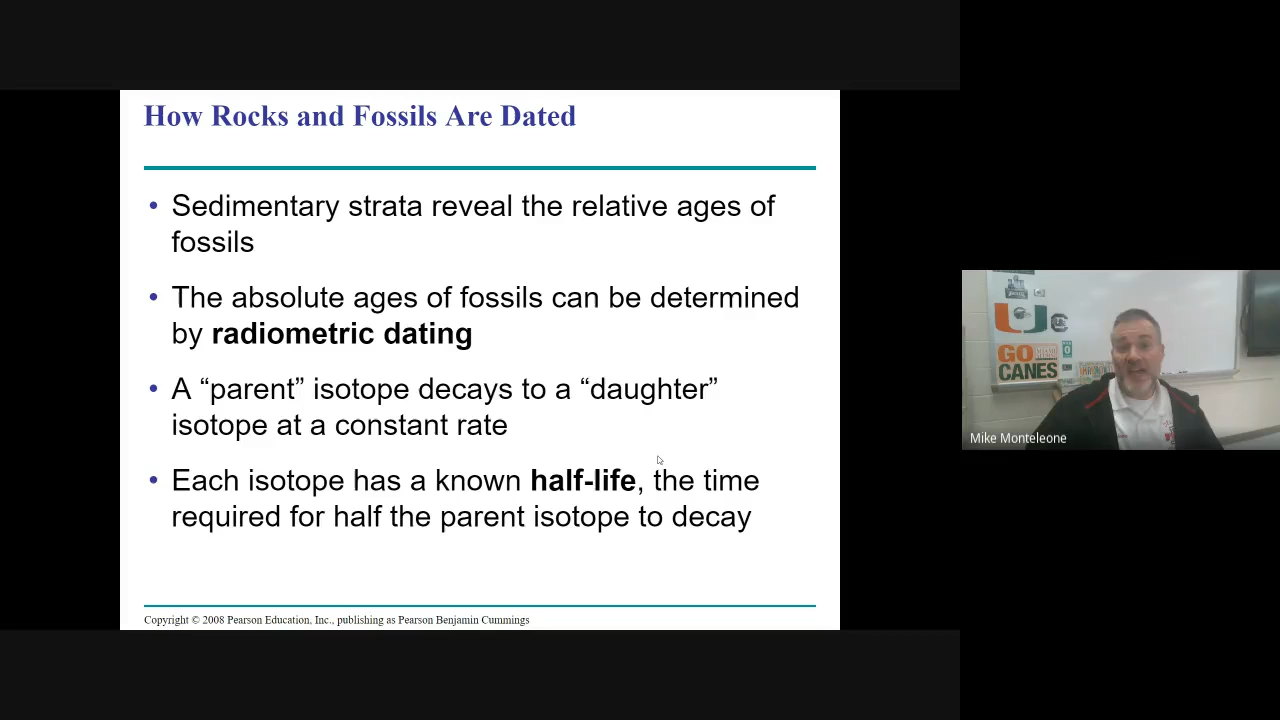 How Rocks and Fossils Are Dated
• Sedimentary strata reveal the relative ages of
fossils
• The absolute ages of fossils can be determined
by radiometric dating
• A “parent” isotope decays to a “daughter”
isotope at a constant rate
• Each isotope has a known half-life, the time
required for half the parent isotope to decay
Copyright © 2008 Pearson Education, Inc., publishing as Pearson Benjamin Cummings
U
GO
CANES
Mike Monteleone